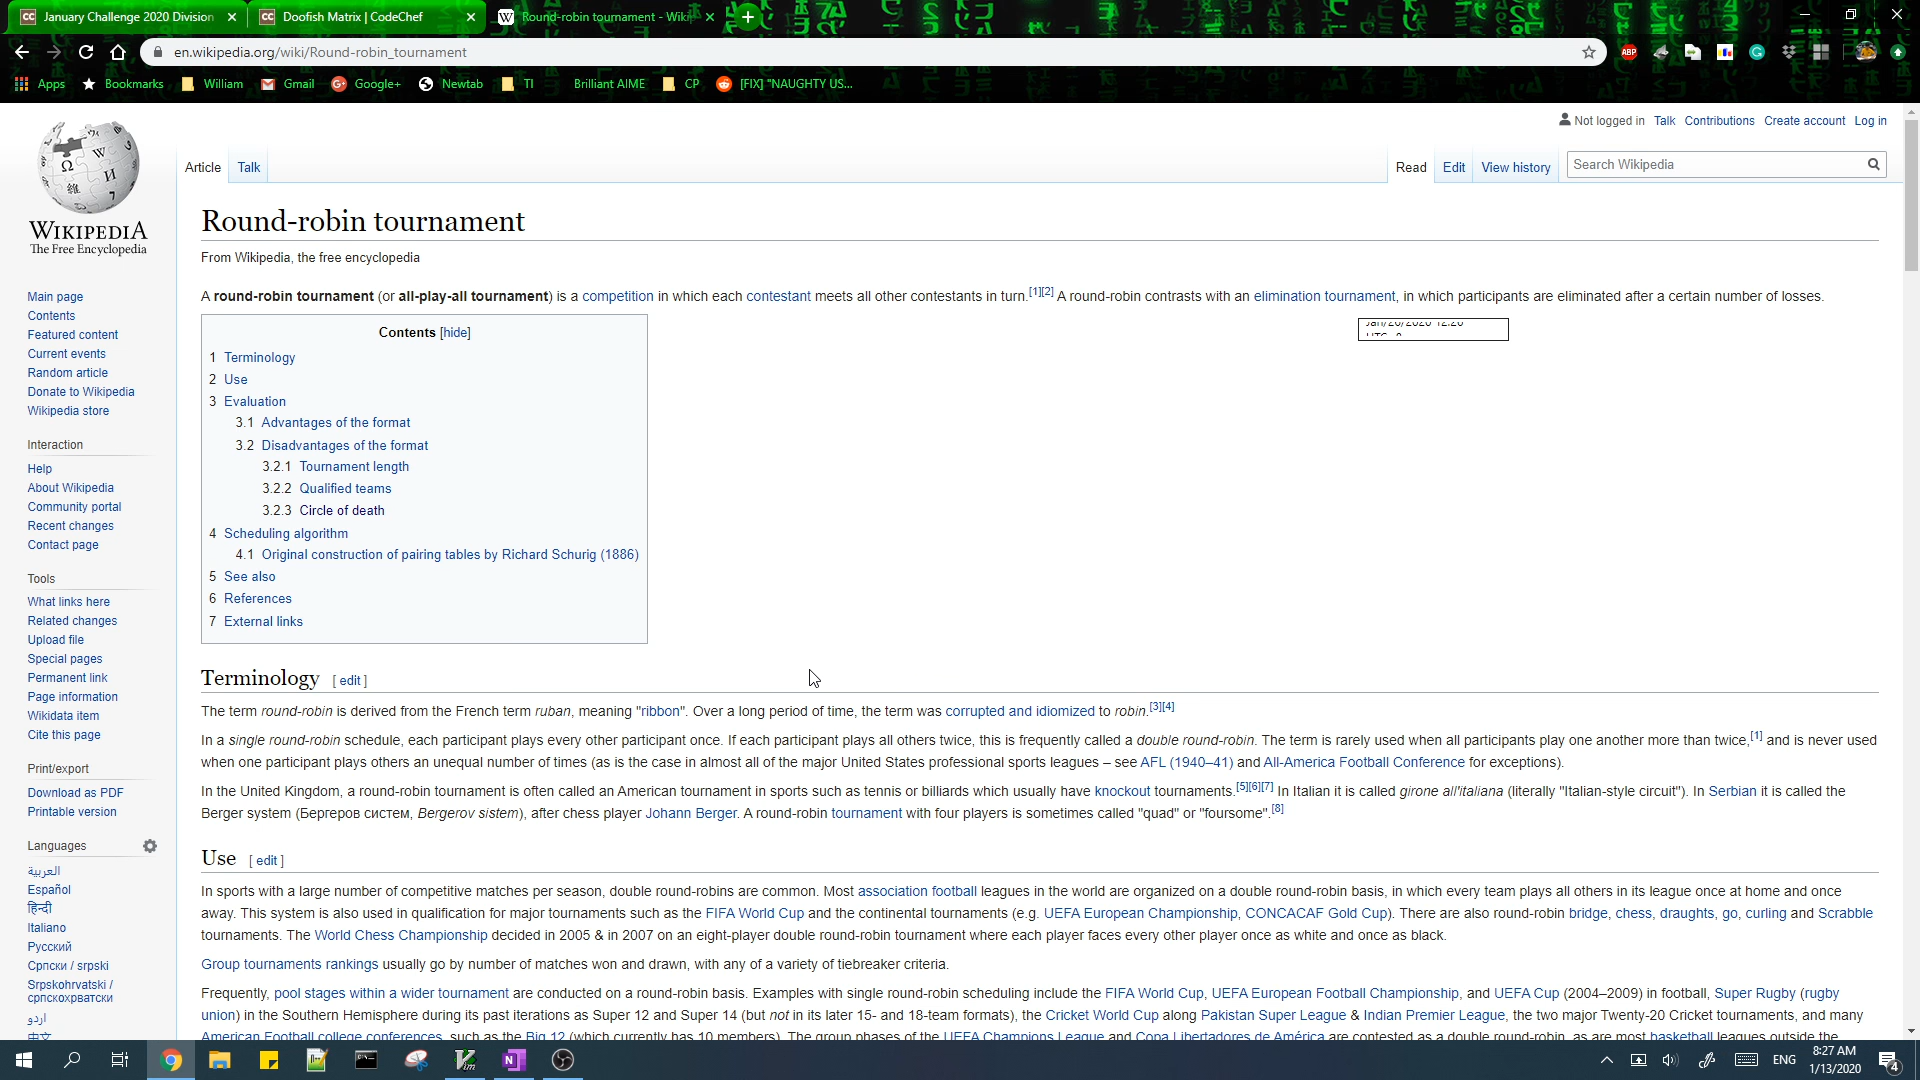 January Challenge 2020 Division
Doofish Matrix | CodeChef
Round-robin tournament - Wiki
en.wikipedia.org/wiki/Round-robin_tournament
Apps
Bookmarks
William
Gmail
Google+
Newtab
TI
Brilliant AIME
CP
[FIX] "NAUGHTY US...
Not logged in Talk Contributions Create account Log in
Article Talk
Read Edit View history
Search Wikipedia
WIKIPEDIA
The Free Encyclopedia
Main page
Contents
Featured content
Current events
Random article
Donate to Wikipedia
Wikipedia store
Interaction
Help
About Wikipedia
Community portal
Recent changes
Contact page
Tools
What links here
Related changes
Upload file
Special pages
Permanent link
Page information
Wikidata item
Cite this page
Print/export
Download as PDF
Printable version
Languages
العربية
Español
हिन्दी
Italiano
Русский
Српски / srpski
Srpskohrvatski /
српскохрватски
اردو
中文
Round-robin tournament
From Wikipedia, the free encyclopedia
A round-robin tournament (or all-play-all tournament) is a competition in which each contestant meets all other contestants in turn.[1][2] A round-robin contrasts with an elimination tournament, in which participants are eliminated after a certain number of losses.
Contents [hide]
1 Terminology
2 Use
3 Evaluation
3.1 Advantages of the format
3.2 Disadvantages of the format
3.2.1 Tournament length
3.2.2 Qualified teams
3.2.3 Circle of death
4 Scheduling algorithm
4.1 Original construction of pairing tables by Richard Schurig (1886)
5 See also
6 References
7 External links
Terminology [ edit ]
The term round-robin is derived from the French term ruban, meaning "ribbon". Over a long period of time, the term was corrupted and idiomized to robin.[3][4]
In a single round-robin schedule, each participant plays every other participant once. If each participant plays all others twice, this is frequently called a double round-robin. The term is rarely used when all participants play one another more than twice,[1] and is never used
when one participant plays others an unequal number of times (as is the case in almost all of the major United States professional sports leagues – see AFL (1940–41) and All-America Football Conference for exceptions).
In the United Kingdom, a round-robin tournament is often called an American tournament in sports such as tennis or billiards which usually have knockout tournaments.[5][6][7] In Italian it is called girone all'italiana (literally "Italian-style circuit"). In Serbian it is called the
Berger system (Бергеров систем, Bergerov sistem), after chess player Johann Berger. A round-robin tournament with four players is sometimes called "quad" or "foursome".[8]
Use [ edit ]
In sports with a large number of competitive matches per season, double round-robins are common. Most association football leagues in the world are organized on a double round-robin basis, in which every team plays all others in its league once at home and once
away. This system is also used in qualification for major tournaments such as the FIFA World Cup and the continental tournaments (e.g. UEFA European Championship, CONCACAF Gold Cup). There are also round-robin bridge, chess, draughts, go, curling and Scrabble
tournaments. The World Chess Championship decided in 2005 & in 2007 on an eight-player double round-robin tournament where each player faces every other player once as white and once as black.
Group tournaments rankings usually go by number of matches won and drawn, with any of a variety of tiebreaker criteria.
Frequently, pool stages within a wider tournament are conducted on a round-robin basis. Examples with single round-robin scheduling include the FIFA World Cup, UEFA European Football Championship, and UEFA Cup (2004–2009) in football, Super Rugby (rugby
union) in the Southern Hemisphere during its past iterations as Super 12 and Super 14 (but not in its later 15- and 18-team formats), the Cricket World Cup along Pakistan Super League & Indian Premier League, the two major Twenty-20 Cricket tournaments, and many
American Football college conferences, such as the Big 12 (which currently has 10 members). The group phases of the UEFA Champions League and Copa Libertadores de América are contested as a double round-robin, as are most basketball leagues outside the
ENG
8:27 AM
1/13/2020
4